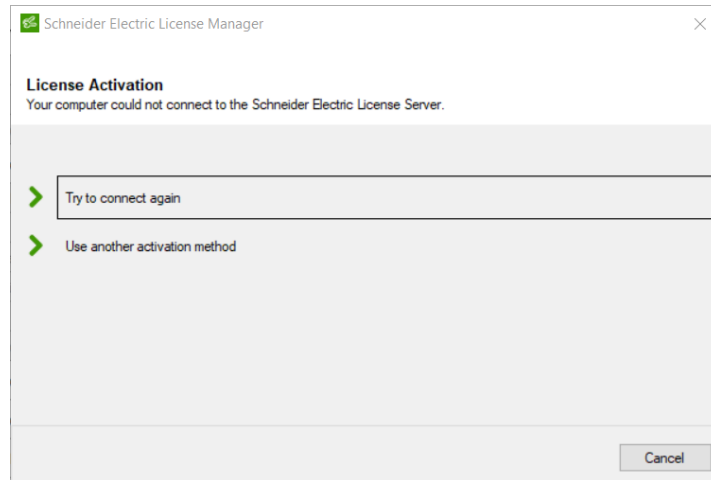 Schneider Electric License Manager
License Activation
Your computer could not connect to the Schneider Electric License Server.
Try to connect again
Use another activation method
Cancel